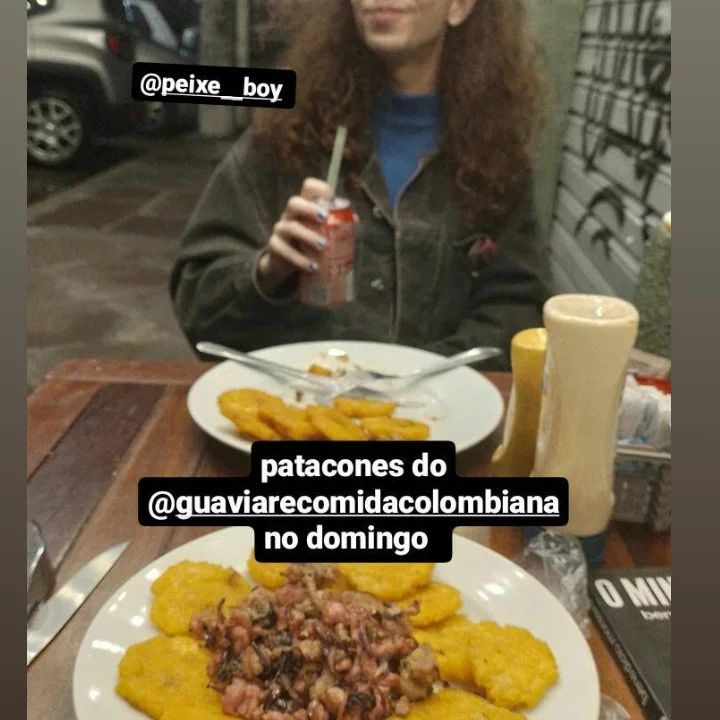 @peixe__boy
patacones do
@guaviarecomidacolombiana
no domingo
O MI